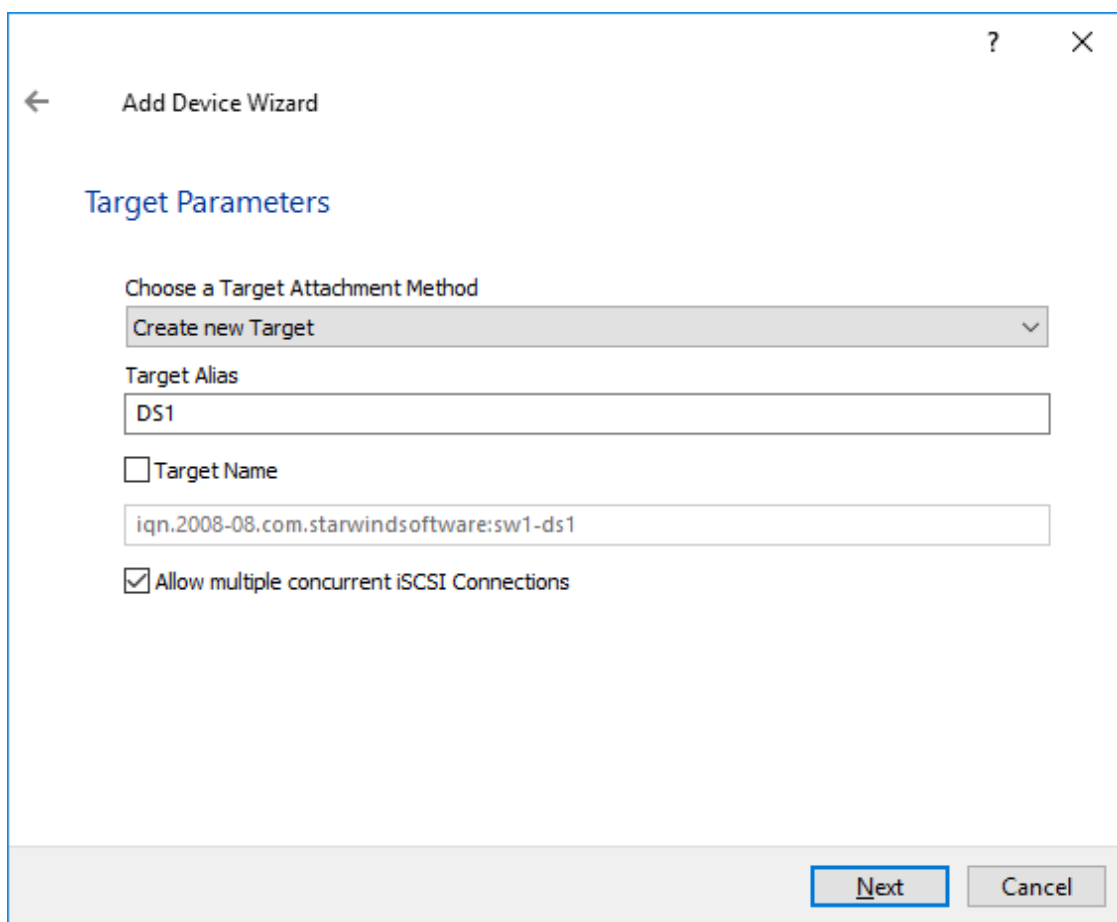 ?
Add Device Wizard
Target Parameters
Choose a Target Attachment Method
Create new Target
Target Alias
DS1
Target Name
iqn.2008-08.com.starwindsoftware:sw1-ds1
Allow multiple concurrent iSCSI Connections
Next Cancel